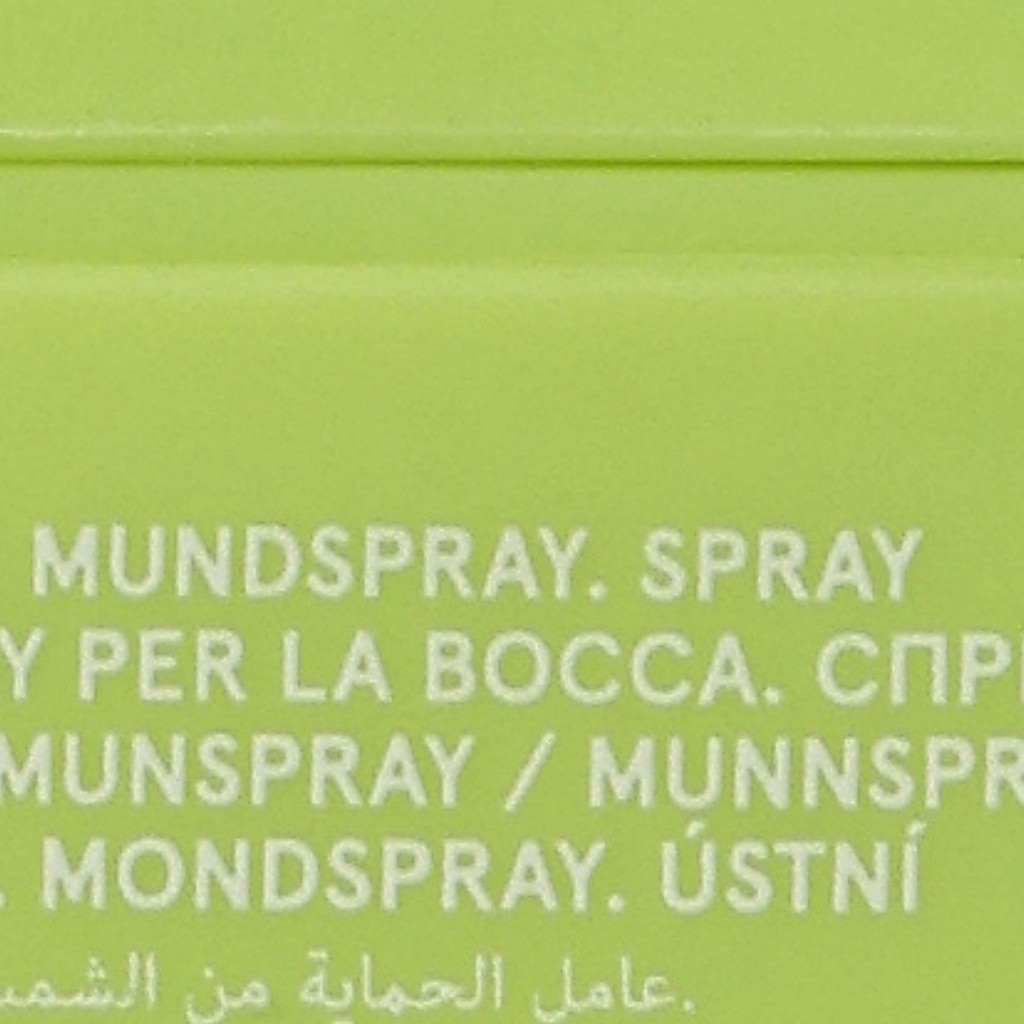 MUNDSPRAY. SPRAY
Y PER LA BOCCA. СПР
MUNSPRAY / MUNNSPR
. MONDSPRAY. ÚSTNÍ
عامل الحماية من الشمس.